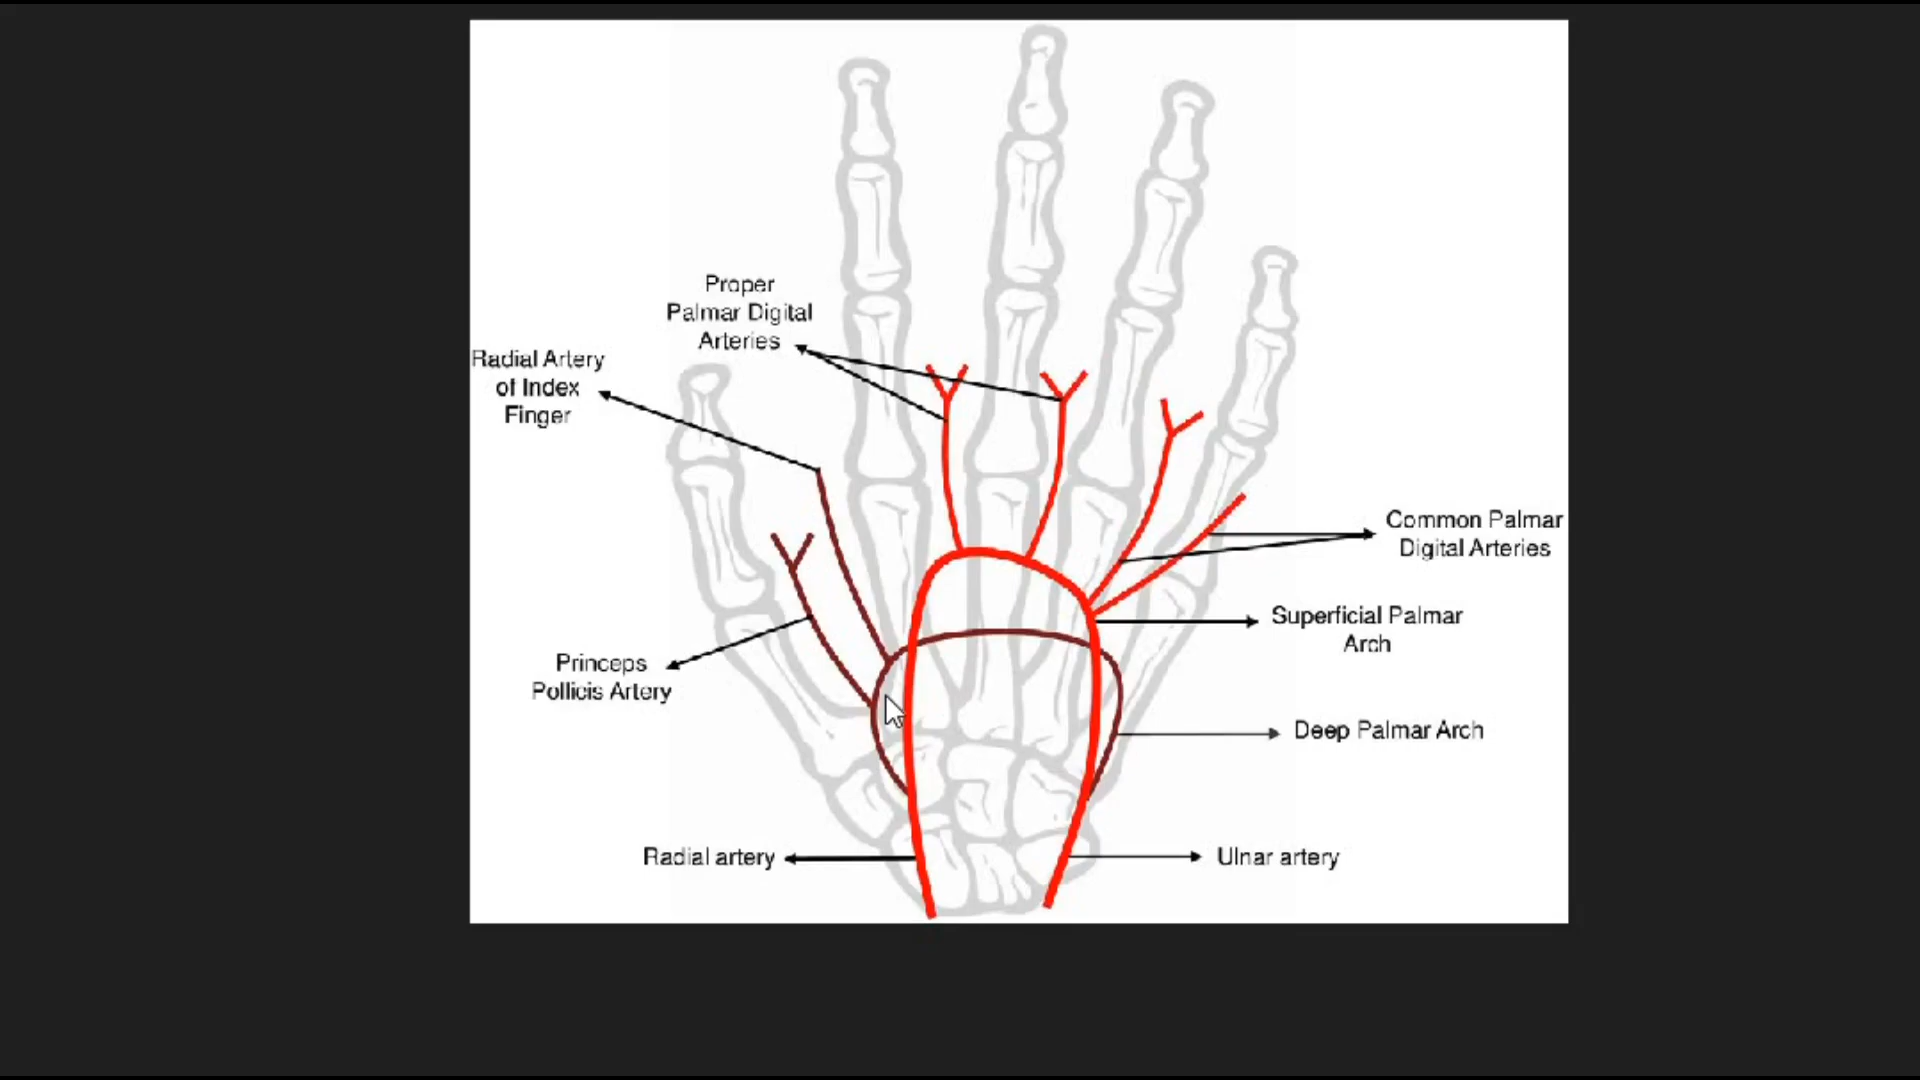 Proper
Palmar Digital
Arteries
Radial Artery
of Index
Finger
Common Palmar
Digital Arteries
Superficial Palmar
Arch
Princeps
Pollicis Artery
Deep Palmar Arch
Radial artery
Ulnar artery